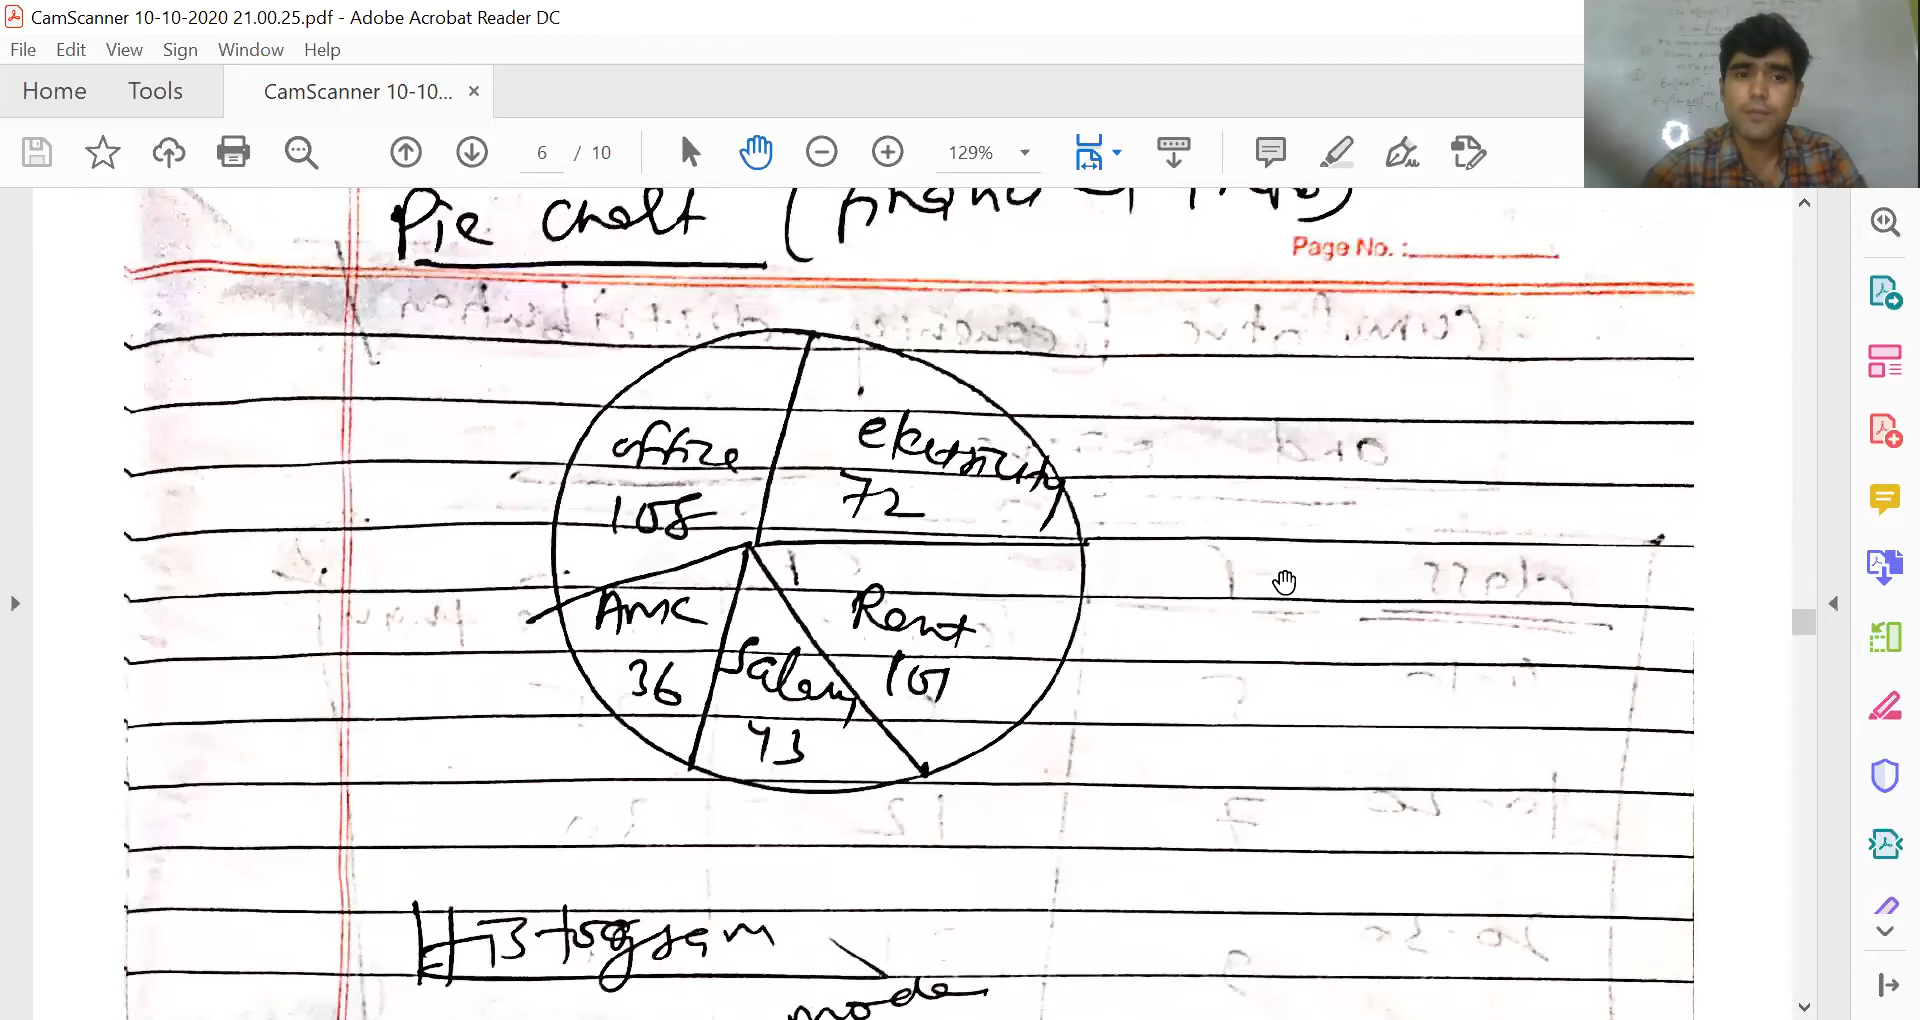 CamScanner 10-10-2020 21.00.25.pdf - Adobe Acrobat Reader DC
File Edit View Sign Window Help
Home Tools CamScanner 10-10... ×
6 / 10 129%
Pie Chalt (
Page No. :
office electricity
108 72
AMC Rent
Salary 107
36
43
Histogram
mode